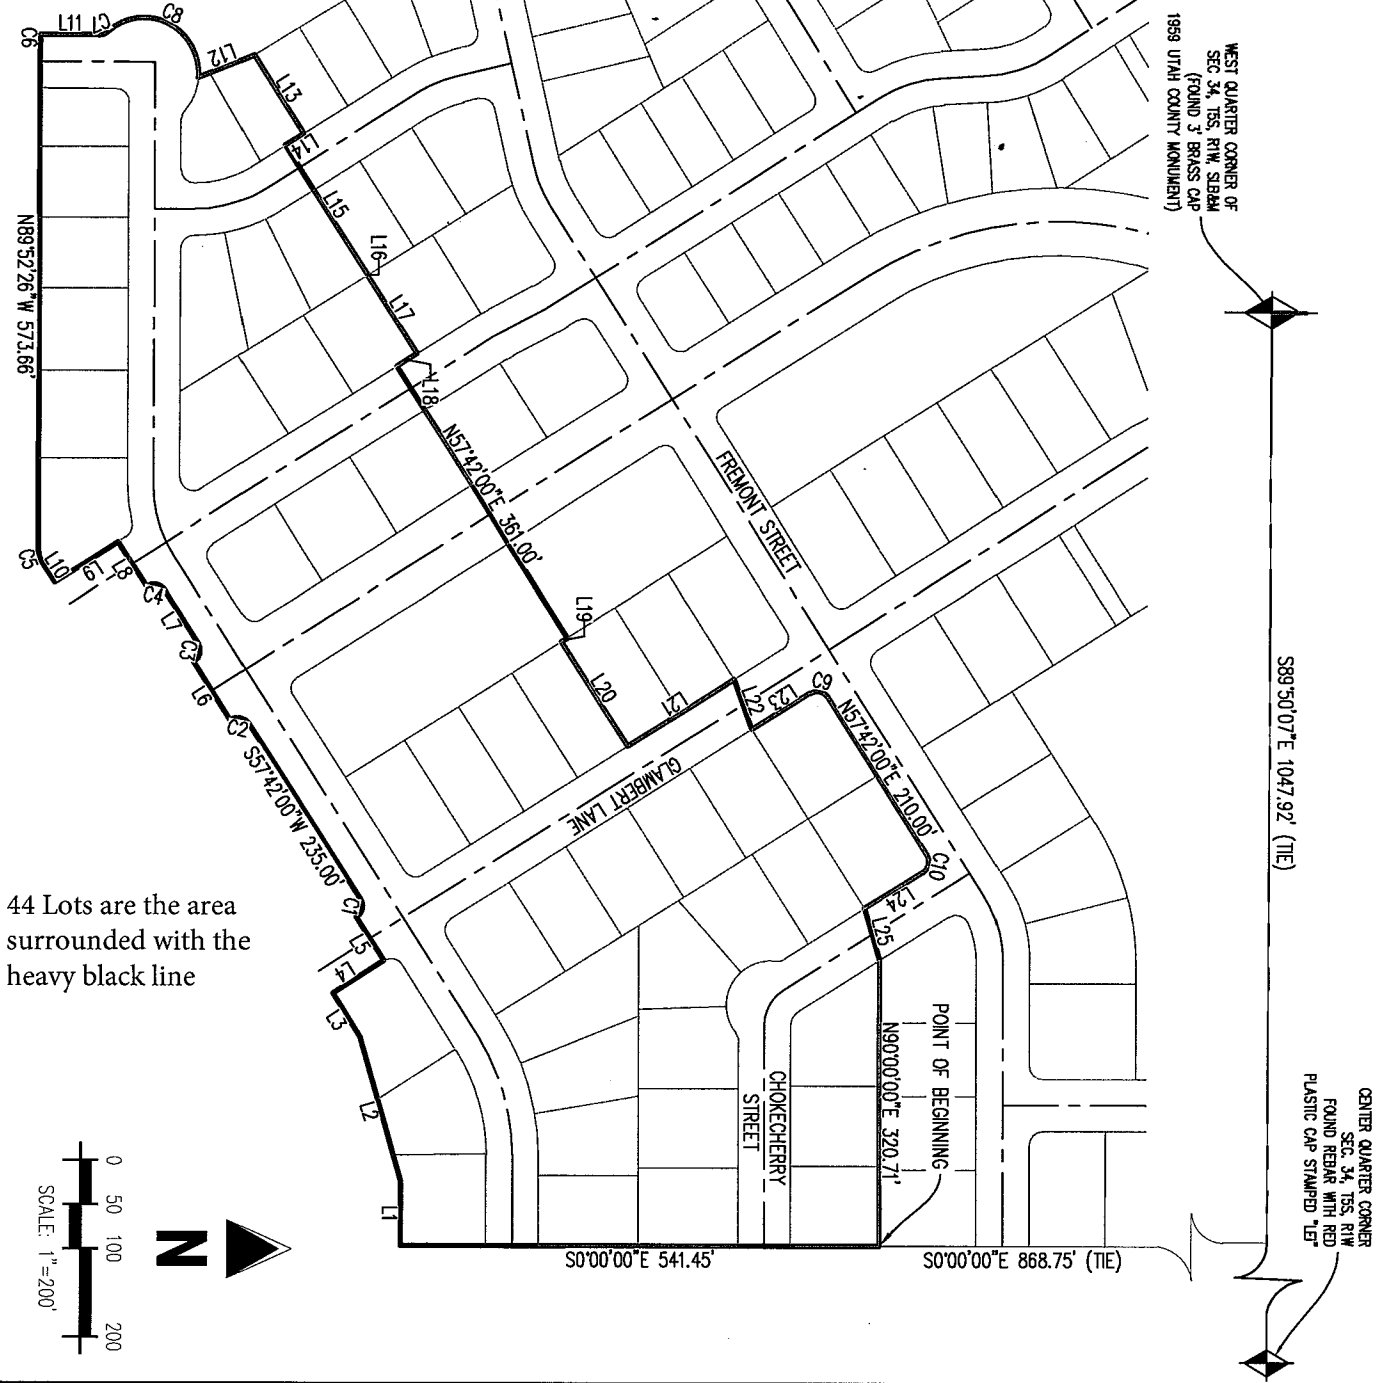 WEST QUARTER CORNER OF
SEC 34, T5S, R1W, SLB&M
(FOUND 3" BRASS CAP
1959 UTAH COUNTY MONUMENT)
S89°50'07"E 1047.92' (TIE)
CENTER QUARTER CORNER
SEC. 34, T5S, R1W
FOUND REBAR WITH RED
PLASTIC CAP STAMPED "LEI"
S0°00'00"E 868.75' (TIE)
POINT OF BEGINNING
S0°00'00"E 541.45'
L1
L2
L3
L4
L5
C1
S57°42'00"W 235.00'
C2
L6
C3
L7
C4
L8
L9
L10
C5
N89°52'26"W 573.66'
C6
L11
C7
C8
L12
L13
L14
L15
L16
L17
L18
N57°42'00"E 361.00'
L19
L20
L21
L22
L23
C9
N57°42'00"E 210.00'
C10
L24
L25
N90°00'00"E 320.71'
FREMONT STREET
GLAMBERT LANE
CHOKECHERRY
STREET
44 Lots are the area
surrounded with the
heavy black line
N
0 50 100 200
SCALE: 1"=200'